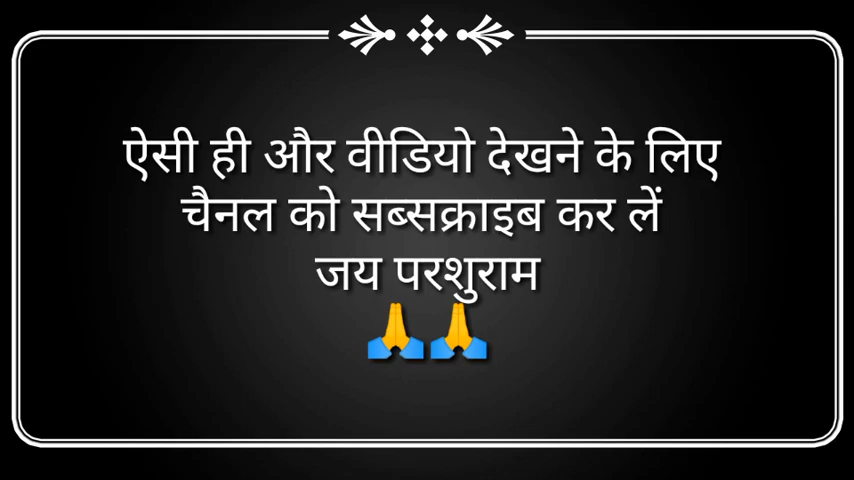 ऐसी ही और वीडियो देखने के लिए
चैनल को सब्सक्राइब कर लें
जय परशुराम
🙏🙏